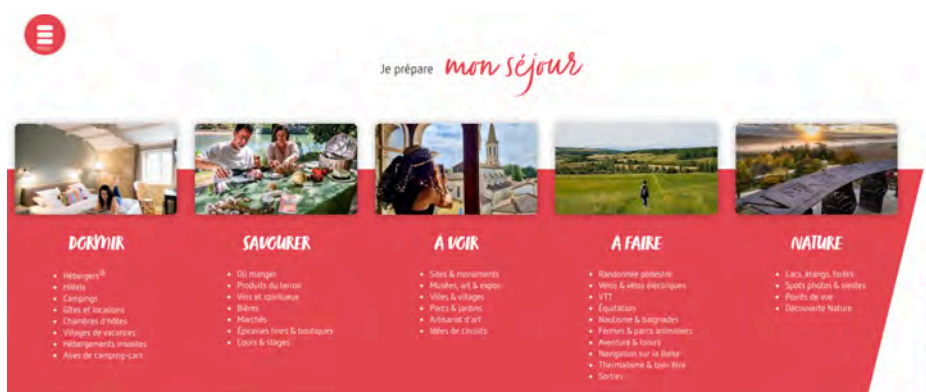 MENU
Je prépare mon séjour
DORMIR
Hébergers®
Hôtels
Campings
Gîtes et locations
Chambres d'hôtes
Villages de vacances
Hébergements insolites
Aires de camping-cars
SAVOURER
Où manger
Produits du terroir
Vins et spiritueux
Bières
Marchés
Épiceries fines & boutiques
Cours & stages
À VOIR
Sites & monuments
Musées, art & expos
Villes & villages
Parcs & jardins
Artisanat d'art
Idées de circuits
À FAIRE
Randonnée pédestre
Vélos & vélos électriques
VTT
Équitation
Nautisme & baignades
Fermes & parcs animaliers
Aventure & loisirs
Navigation sur la Baïse
Thermalisme & bien être
Sorties
NATURE
Lacs, étangs, forêts
Spots photos & siestes
Points de vue
Découverte Nature